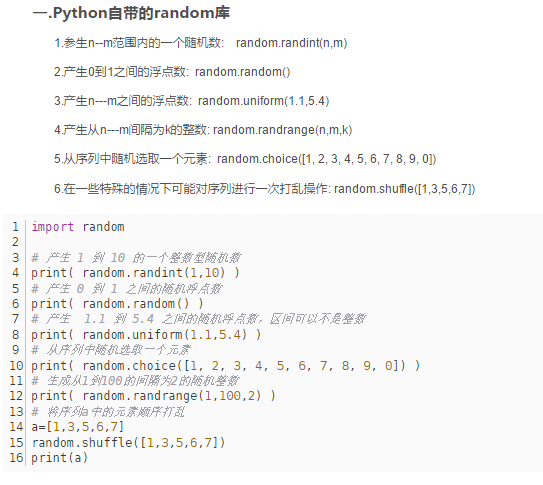 一.Python自带的random库
1.参生n--m范围内的一个随机数: random.randint(n,m)
2.产生0到1之间的浮点数: random.random()
3.产生n---m之间的浮点数: random.uniform(1.1,5.4)
4.产生从n---m间隔为k的整数: random.randrange(n,m,k)
5.从序列中随机选取一个元素: random.choice([1, 2, 3, 4, 5, 6, 7, 8, 9, 0])
6.在一些特殊的情况下可能对序列进行一次打乱操作: random.shuffle([1,3,5,6,7])
1 import random
2
3 # 产生 1 到 10 的一个整数型随机数
4 print( random.randint(1,10) )
5 # 产生 0 到 1 之间的随机浮点数
6 print( random.random() )
7 # 产生 1.1 到 5.4 之间的随机浮点数，区间可以不是整数
8 print( random.uniform(1.1,5.4) )
9 # 从序列中随机选取一个元素
10 print( random.choice([1, 2, 3, 4, 5, 6, 7, 8, 9, 0]) )
11 # 生成从1到100的间隔为2的随机整数
12 print( random.randrange(1,100,2) )
13 # 将序列a中的元素顺序打乱
14 a=[1,3,5,6,7]
15 random.shuffle([1,3,5,6,7])
16 print(a)